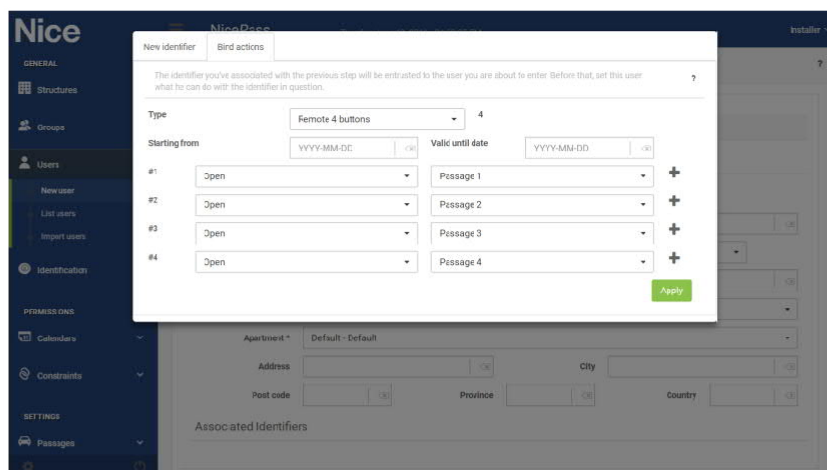 Nice
NicePass
Installer
New identifier
Bird actions
GENERAL
Structures
Groups
Users
New user
List users
Import users
Identification
PERMISSIONS
Calendars
Constraints
SETTINGS
Passages
The identifier you've associated with the previous step will be entrusted to the user you are about to enter. Before that, set this user
what he can do with the identifier in question.
?
?
Type
Remote 4 buttons
4
Starting from
YYYY-MM-DD
Valid until date
YYYY-MM-DD
#1
Open
Passage 1
#2
Open
Passage 2
#3
Open
Passage 3
#4
Open
Passage 4
Apply
Apartment *
Default - Default
Address
City
Post code
Province
Country
Associated Identifiers